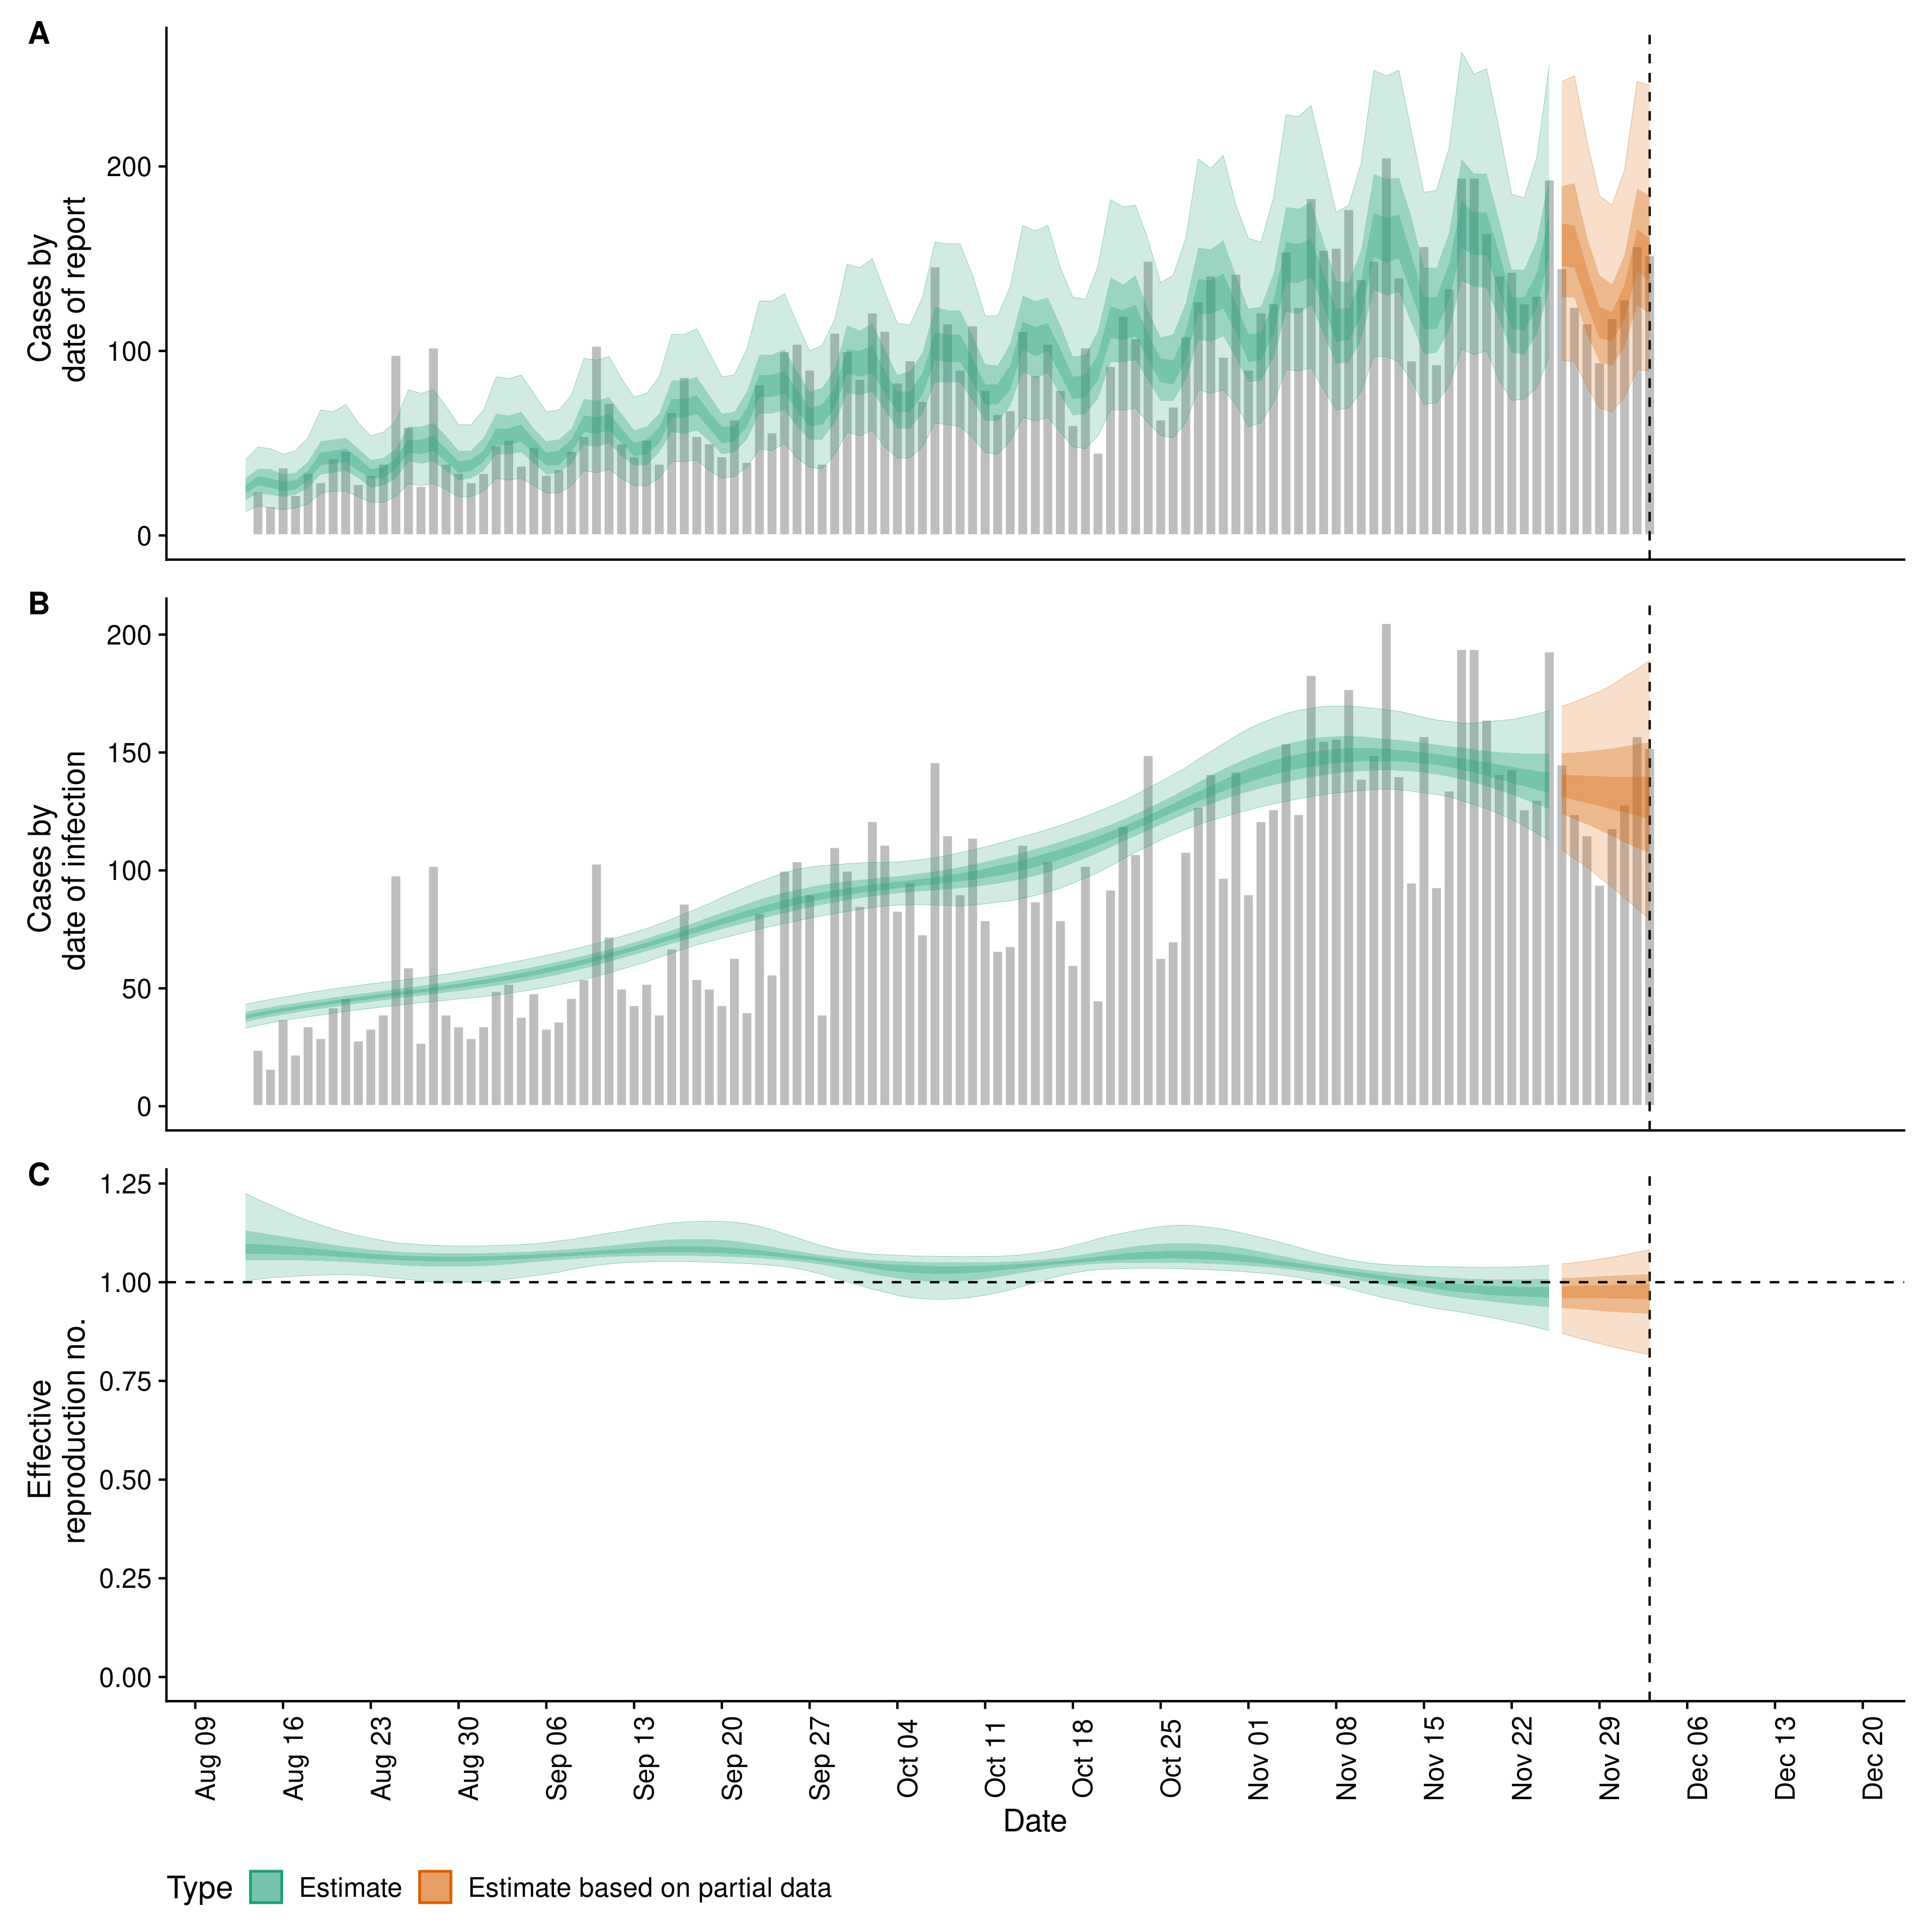 A
Cases by
date of report
200
100
0
B
Cases by
date of infection
200
150
100
50
0
C
Effective
reproduction no.
1.25
1.00
0.75
0.50
0.25
0.00
Aug 09
Aug 16
Aug 23
Aug 30
Sep 06
Sep 13
Sep 20
Sep 27
Oct 04
Oct 11
Oct 18
Oct 25
Nov 01
Nov 08
Nov 15
Nov 22
Nov 29
Dec 06
Dec 13
Dec 20
Date
Type Estimate Estimate based on partial data